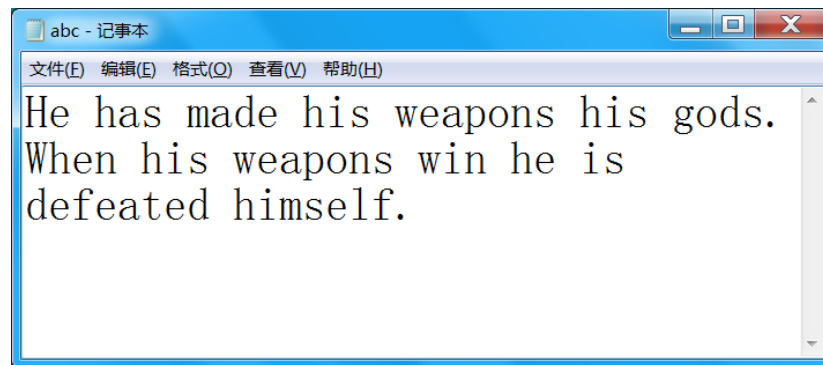 abc - 记事本
文件(F) 编辑(E) 格式(O) 查看(V) 帮助(H)
He has made his weapons his gods.
When his weapons win he is
defeated himself.